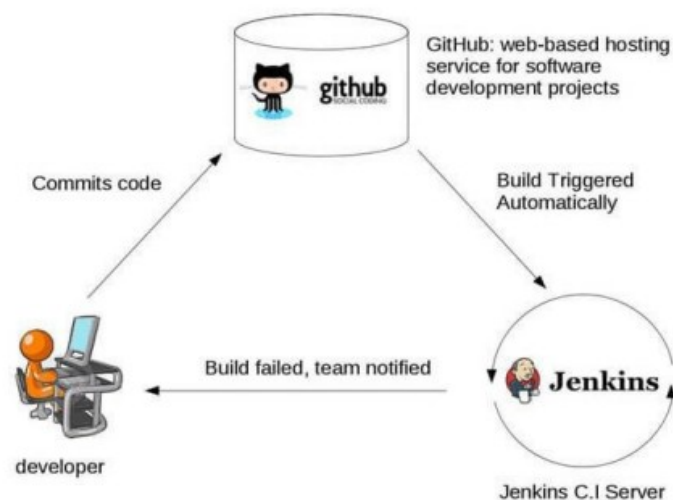 GitHub: web-based hosting
service for software
development projects
github
SOCIAL CODING
Commits code
Build Triggered
Automatically
Build failed, team notified
Jenkins
developer
Jenkins C.I Server